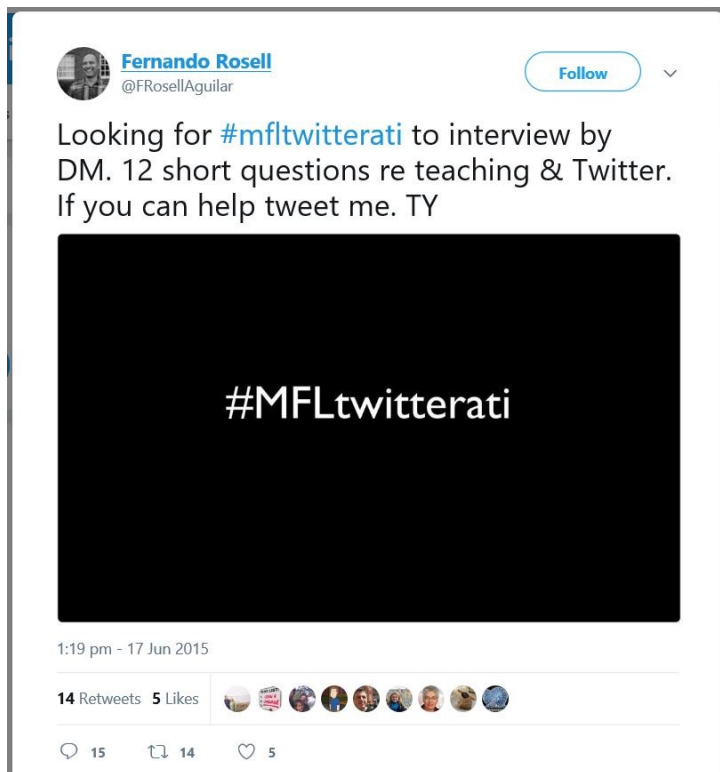 Fernando Rosell
@FRosellAguilar
Follow
Looking for #mfltwitterati to interview by
DM. 12 short questions re teaching & Twitter.
If you can help tweet me. TY
#MFLtwitterati
1:19 pm - 17 Jun 2015
14 Retweets 5 Likes
15 14 5